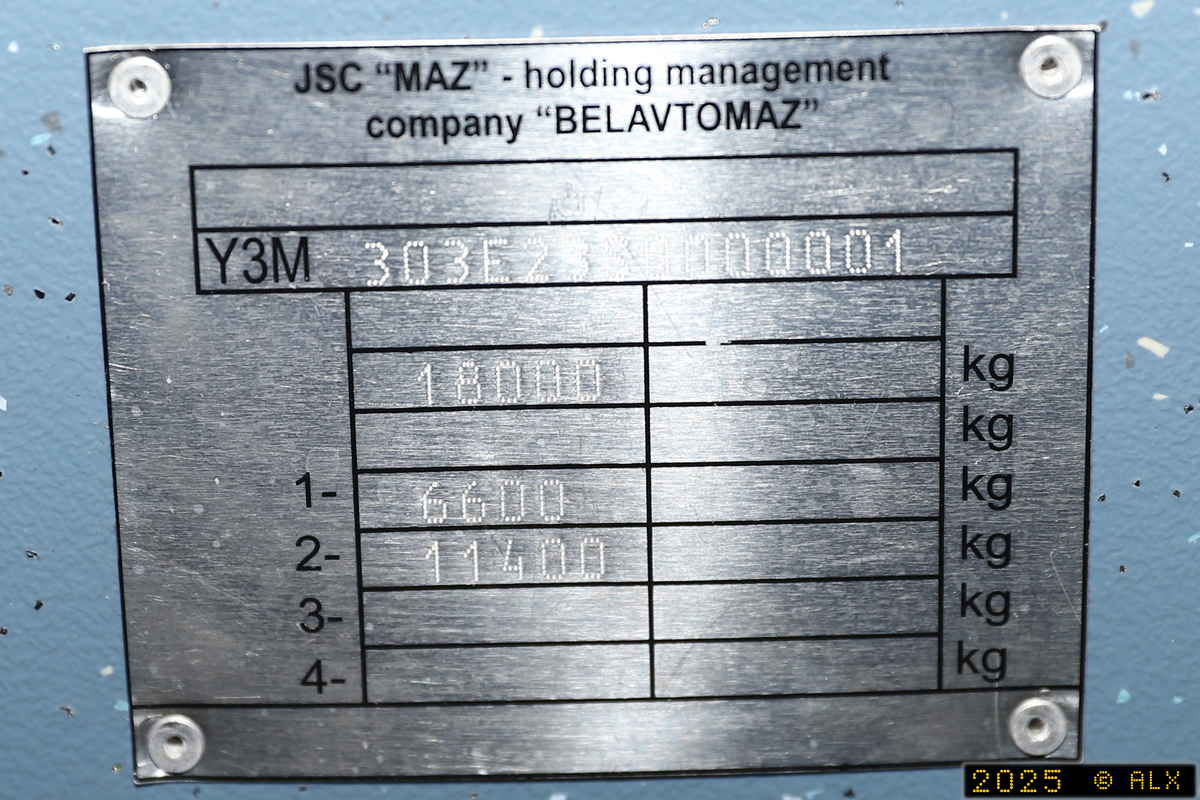 JSC “MAZ” - holding management
company “BELAVTOMAZ”
Y3M 303E23S0000001
18000 kg
kg
1- 6600 kg
2- 11400 kg
3- kg
4- kg
2025 © ALX